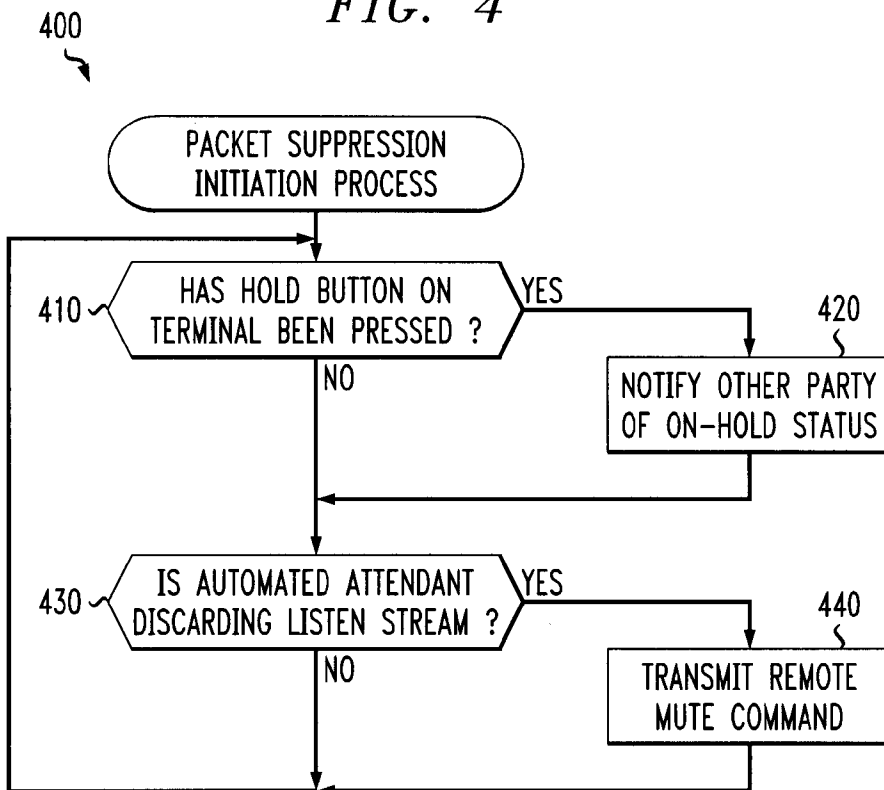 FIG. 4
400
PACKET SUPPRESSION
INITIATION PROCESS
410
HAS HOLD BUTTON ON
TERMINAL BEEN PRESSED ?
YES
NO
420
NOTIFY OTHER PARTY
OF ON-HOLD STATUS
430
IS AUTOMATED ATTENDANT
DISCARDING LISTEN STREAM ?
YES
NO
440
TRANSMIT REMOTE
MUTE COMMAND